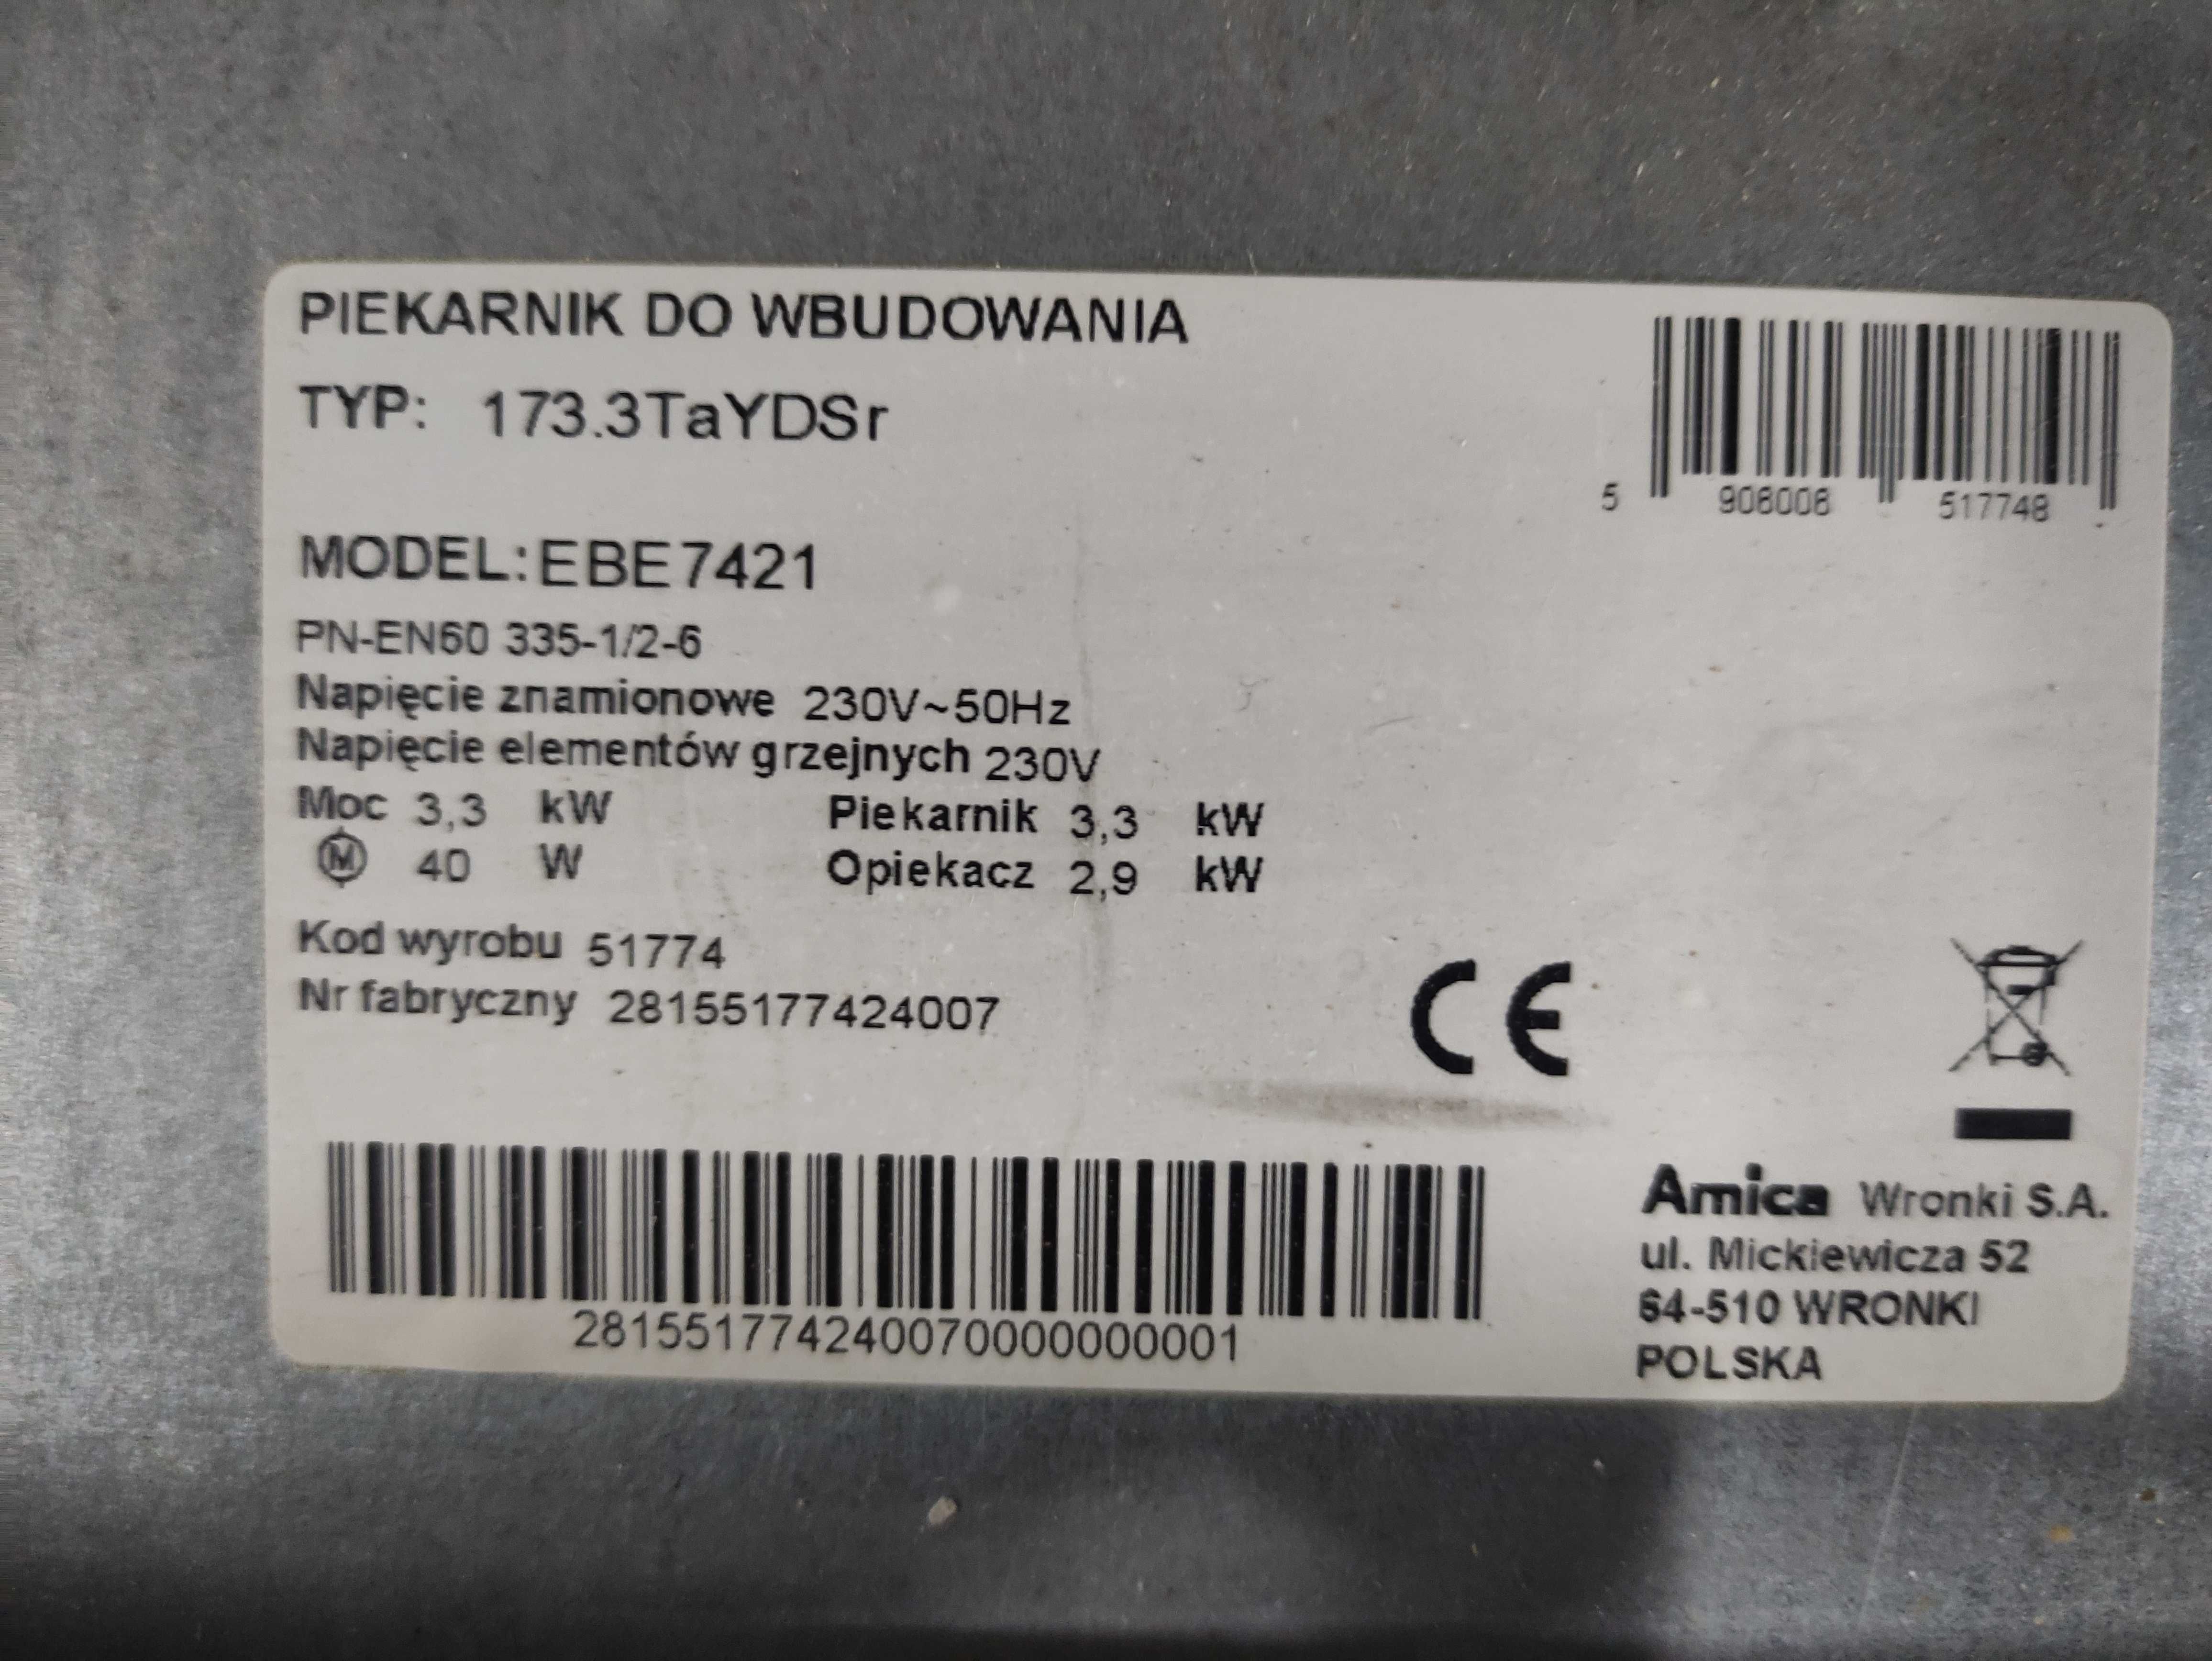 PIEKARNIK DO WBUDOWANIA
TYP: 173.3TaYDSr
5 908008 517748
MODEL: EBE7421
PN-EN60 335-1/2-6
Napięcie znamionowe 230V~50Hz
Napięcie elementów grzejnych 230V
Moc 3,3 kW Piekarnik 3,3 kW
M 40 W Opiekacz 2,9 kW
Kod wyrobu 51774
Nr fabryczny 28155177424007
CE
281551774240070000000001
Amica Wronki S.A.
ul. Mickiewicza 52
64-510 WRONKI
POLSKA